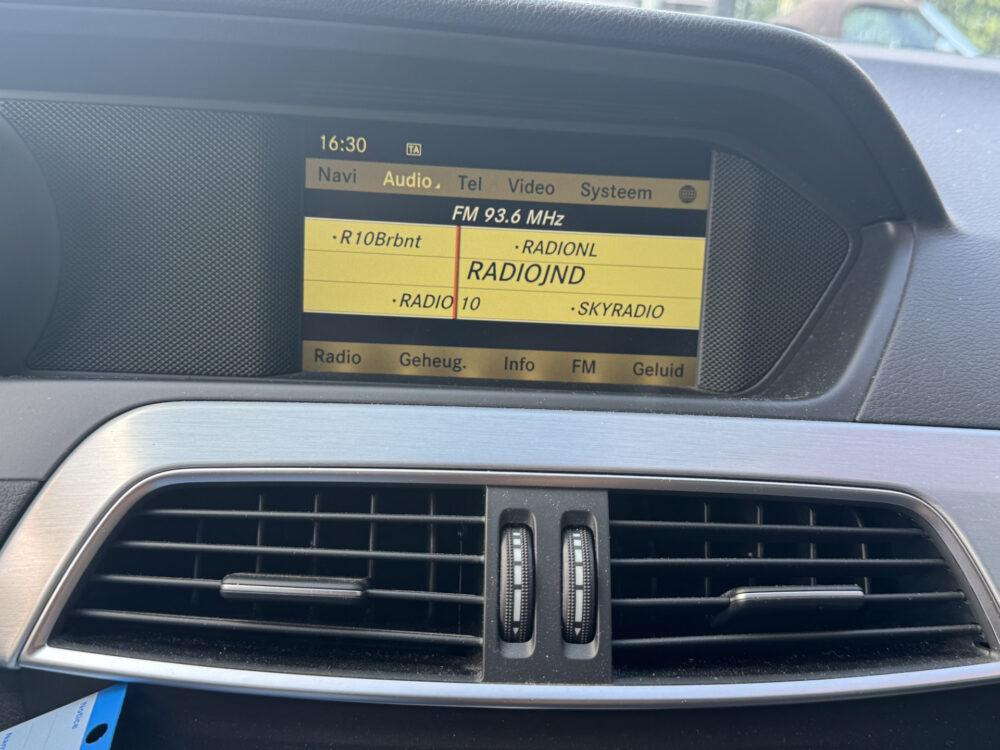 16:30 TA
Navi Audio Tel Video Systeem
FM 93.6 MHz
·R10Brbnt ·RADIONL
RADIOJND
·RADIO 10 ·SKYRADIO
Radio Geheug. Info FM Geluid
Notice